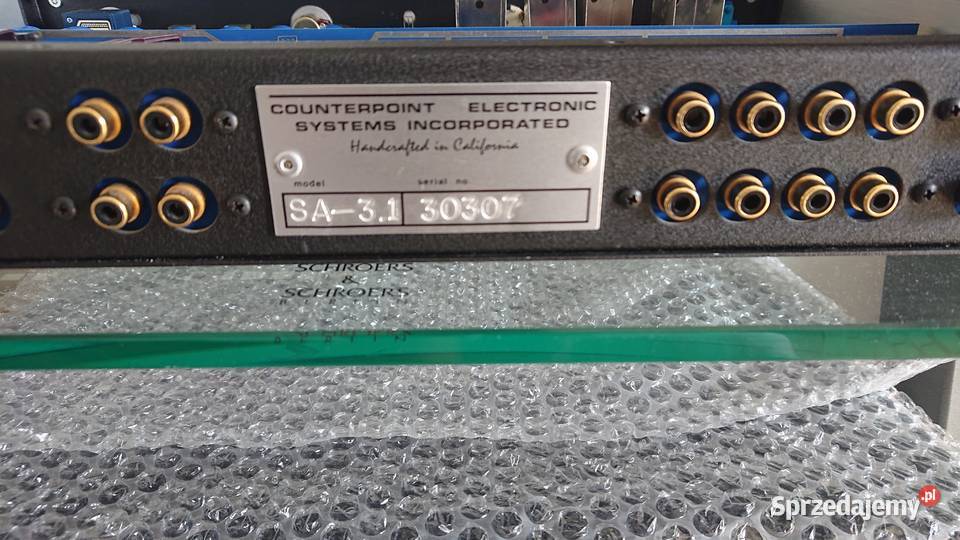 COUNTERPOINT ELECTRONIC
SYSTEMS INCORPORATED
Handcrafted in California
model serial no.
SA-3.1 30307
SCHROERS
&
SCHROERS
Sprzedajemy.pl